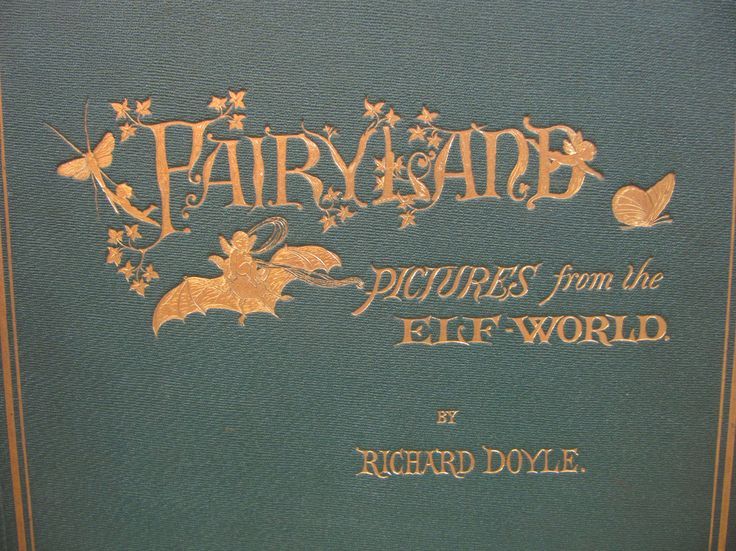 FAIRYLAND
PICTURES from the
ELF-WORLD.
BY
RICHARD DOYLE.